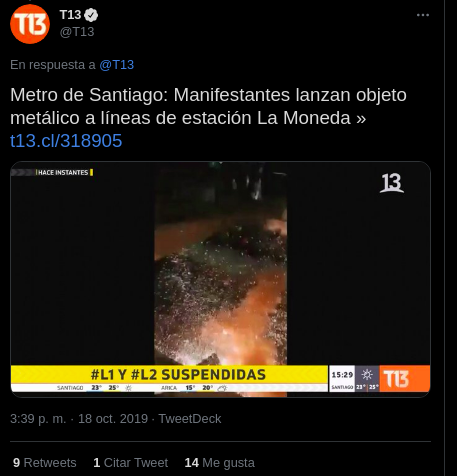 T13
@T13
En respuesta a @T13
Metro de Santiago: Manifestantes lanzan objeto
metálico a líneas de estación La Moneda »
t13.cl/318905
HACE INSTANTES
13
#L1 Y #L2 SUSPENDIDAS
15:29
SANTIAGO 23° 25°
T13
SANTIAGO 23° 25° ARICA 15° 20°
3:39 p. m. · 18 oct. 2019 · TweetDeck
9 Retweets 1 Citar Tweet 14 Me gusta